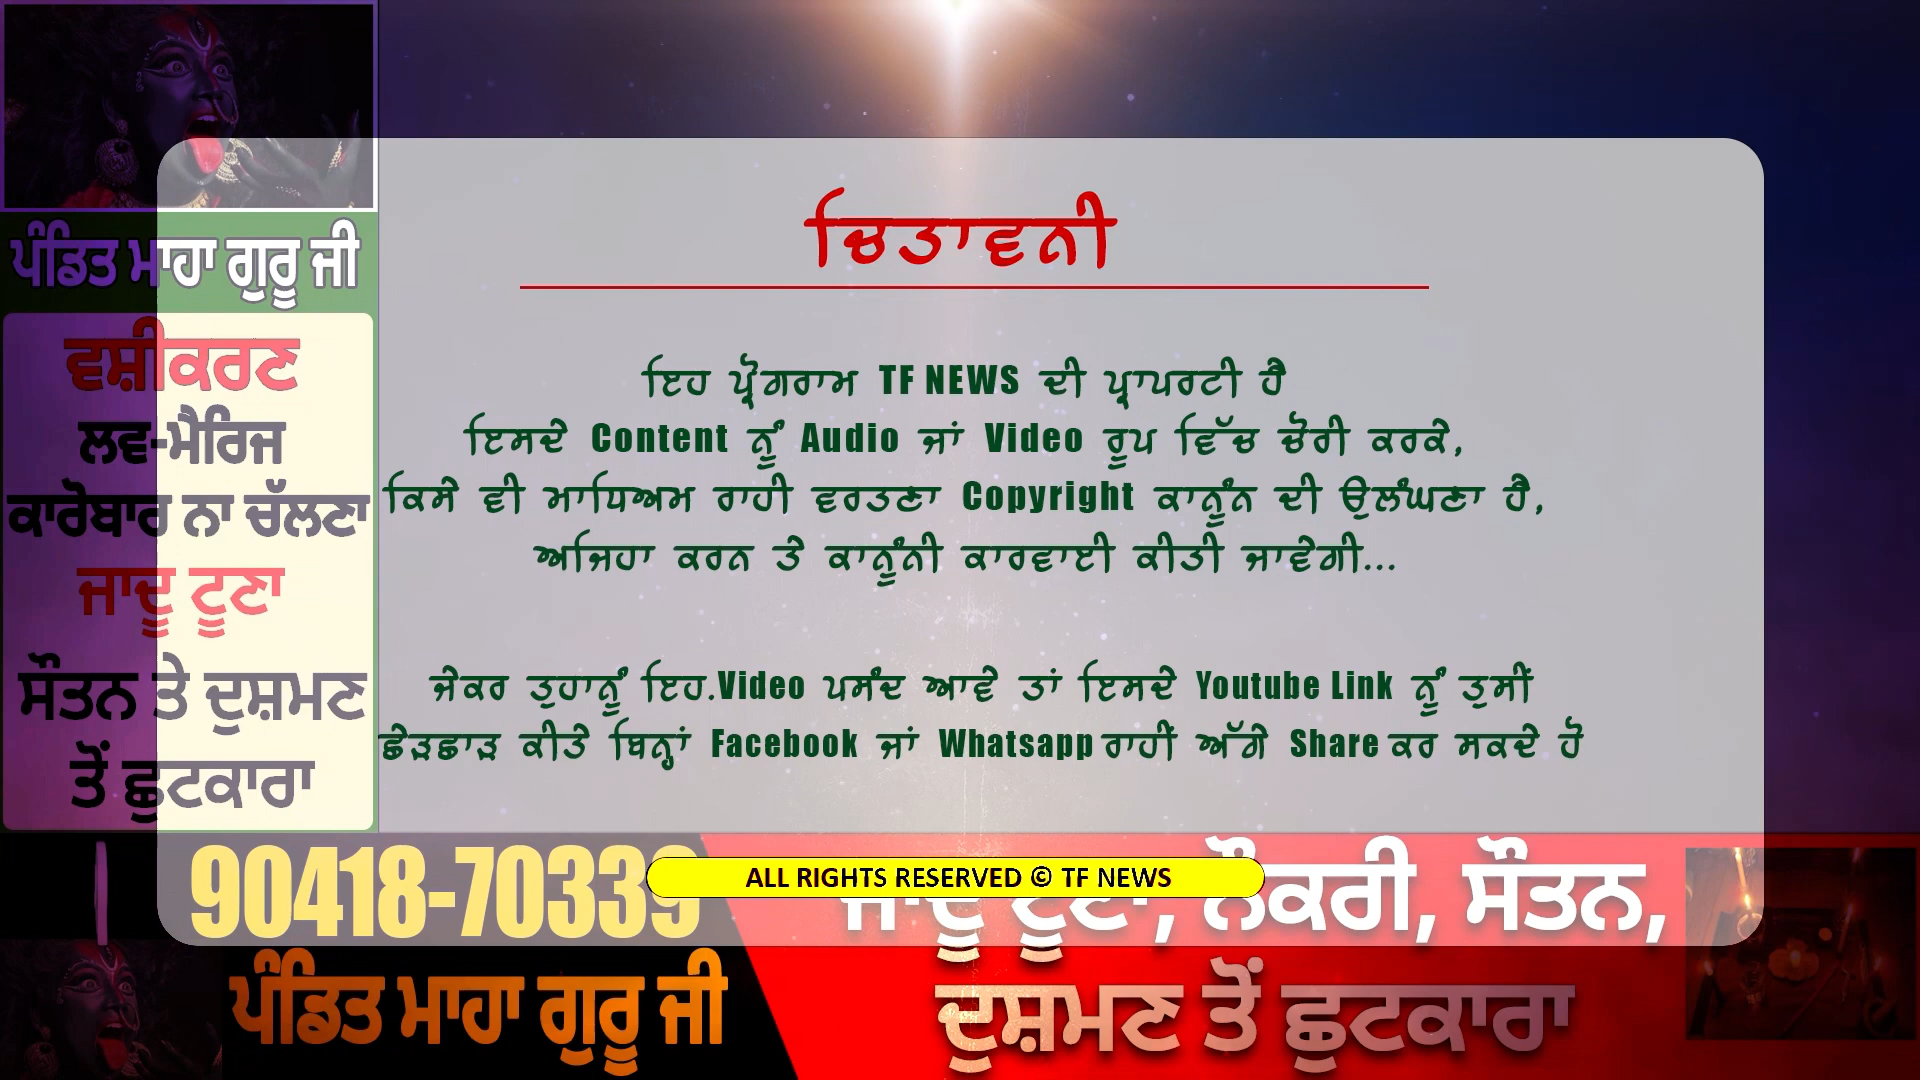 ਪੰਡਿਤ ਮਾਹਾ ਗੁਰੂ ਜੀ
ਵਸ਼ੀਕਰਣ
ਲਵ-ਮੈਰਿਜ
ਕਾਰੋਬਾਰ ਨਾ ਚੱਲਣਾ
ਜਾਦੂ ਟੂਣਾ
ਸੌਤਨ ਤੇ ਦੁਸ਼ਮਣ
ਤੋਂ ਛੁਟਕਾਰਾ
ਚਿਤਾਵਨੀ
ਇਹ ਪ੍ਰੋਗਰਾਮ TF NEWS ਦੀ ਪ੍ਰਾਪਰਟੀ ਹੈ
ਇਸਦੇ Content ਨੂੰ Audio ਜਾਂ Video ਰੂਪ ਵਿੱਚ ਚੋਰੀ ਕਰਕੇ,
ਕਿਸੇ ਵੀ ਮਾਧਿਅਮ ਰਾਹੀ ਵਰਤਣਾ Copyright ਕਾਨੂੰਨ ਦੀ ਉਲੰਘਣਾ ਹੈ,
ਅਜਿਹਾ ਕਰਨ ਤੇ ਕਾਨੂੰਨੀ ਕਾਰਵਾਈ ਕੀਤੀ ਜਾਵੇਗੀ...
ਜੇਕਰ ਤੁਹਾਨੂੰ ਇਹ.Video ਪਸੰਦ ਆਵੇ ਤਾਂ ਇਸਦੇ Youtube Link ਨੂੰ ਤੁਸੀਂ
ਛੇੜਛਾੜ ਕੀਤੇ ਬਿਨ੍ਹਾਂ Facebook ਜਾਂ Whatsapp ਰਾਹੀਂ ਅੱਗੇ Share ਕਰ ਸਕਦੇ ਹੋ
90418-70339
ALL RIGHTS RESERVED © TF NEWS
ਜਾਦੂ ਟੂਣਾ, ਨੌਕਰੀ, ਸੌਤਨ,
ਪੰਡਿਤ ਮਾਹਾ ਗੁਰੂ ਜੀ
ਦੁਸ਼ਮਣ ਤੋਂ ਛੁਟਕਾਰਾ